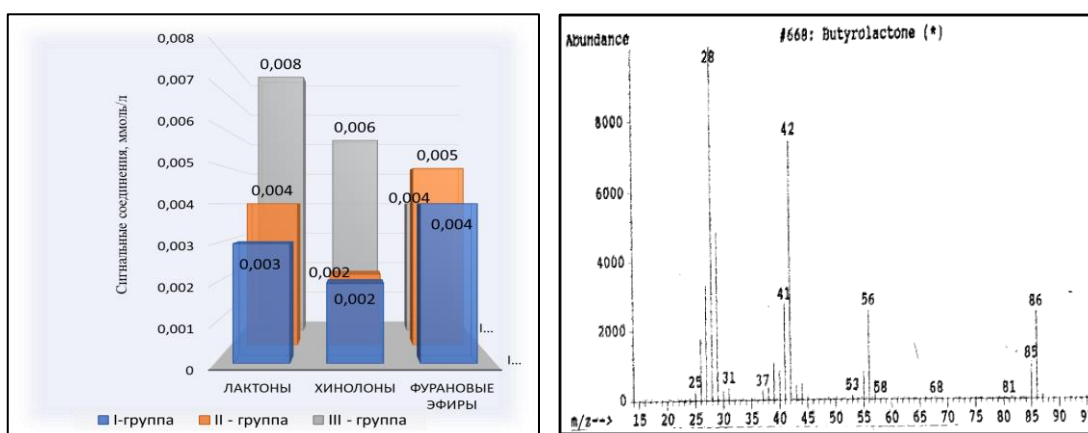 0,008
0,007
0,006
0,005
0,004
0,003
0,002
0,001
0
Сигнальные соединения, ммоль/л
0,008
0,006
0,005
0,004
0,004
0,004
0,003
0,002
0,002
I...
I...
ЛАКТОНЫ
ХИНОЛОНЫ
ФУРАНОВЫЕ
ЭФИРЫ
I-группа
II - группа
III - группа
Abundance
#668: Butyrolactone (*)
28
8000
42
6000
4000
56
86
41
2000
85
25
31
37
53
58
68
81
0
m/z-->
15 20 25 30 35 40 45 50 55 60 65 70 75 80 85 90